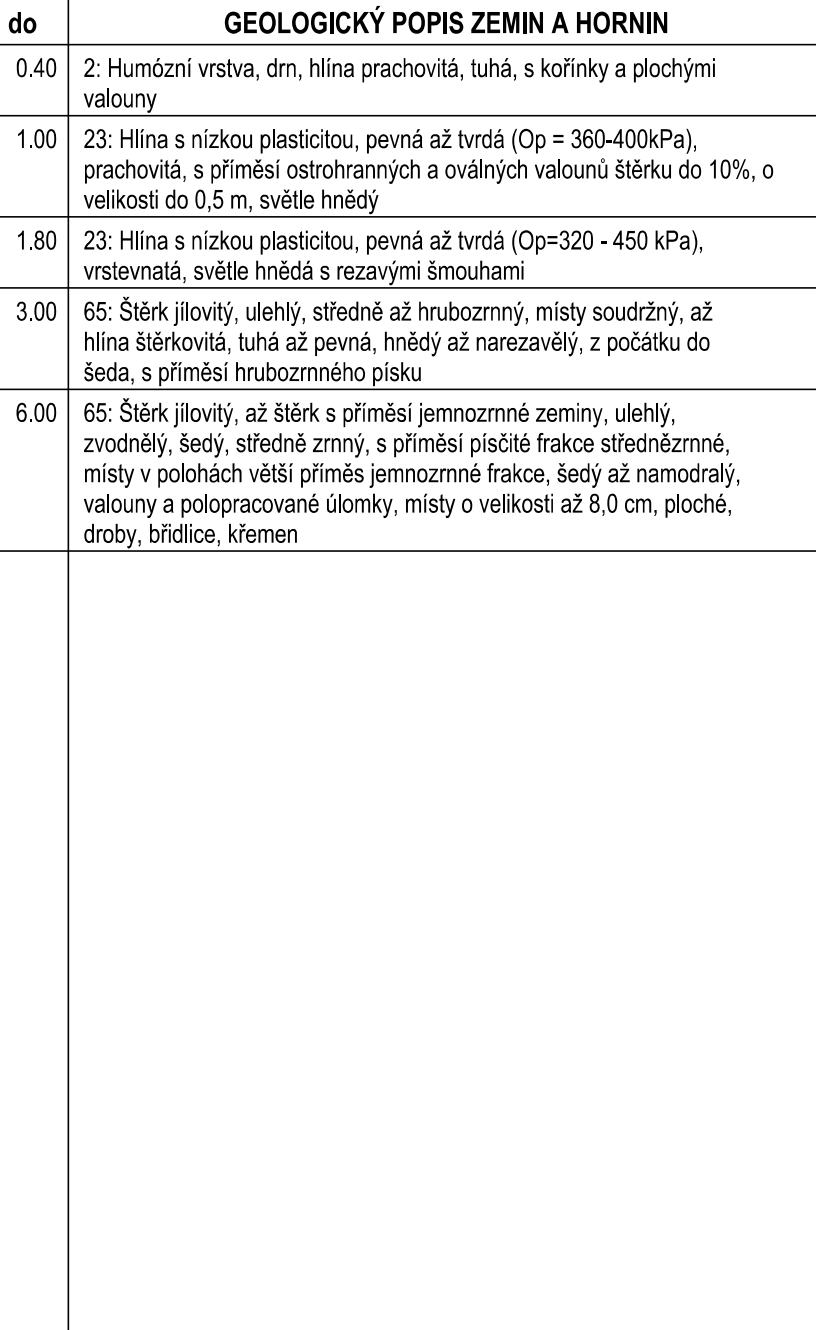 do GEOLOGICKÝ POPIS ZEMIN A HORNIN
0.40 2: Humózní vrstva, drn, hlína prachovitá, tuhá, s kořínky a plochými
valouny
1.00 23: Hlína s nízkou plasticitou, pevná až tvrdá (Op = 360-400kPa),
prachovitá, s příměsí ostrohranných a oválných valounů štěrku do 10%, o
velikosti do 0,5 m, světle hnědý
1.80 23: Hlína s nízkou plasticitou, pevná až tvrdá (Op=320 - 450 kPa),
vrstevnatá, světle hnědá s rezavými šmouhami
3.00 65: Štěrk jílovitý, ulehlý, středně až hrubozrnný, místy soudržný, až
hlína štěrkovitá, tuhá až pevná, hnědý až narezavělý, z počátku do
šeda, s příměsí hrubozrnného písku
6.00 65: Štěrk jílovitý, až štěrk s příměsí jemnozrnné zeminy, ulehlý,
zvodnělý, šedý, středně zrnný, s příměsí písčité frakce střednězrnné,
místy v polohách větší příměs jemnozrnné frakce, šedý až namodralý,
valouny a polopracované úlomky, místy o velikosti až 8,0 cm, ploché,
droby, břidlice, křemen